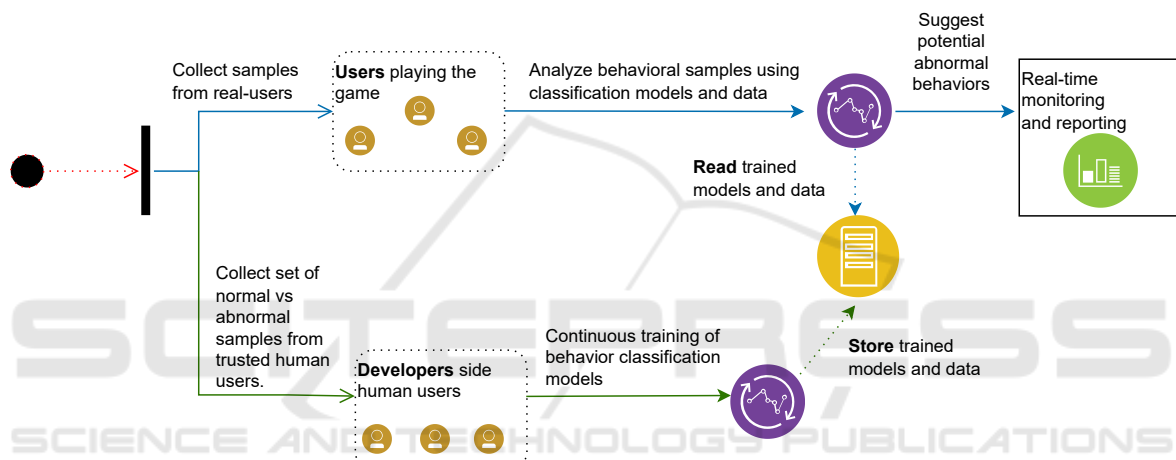 Collect samples
from real-users
Users playing the
game
Analyze behavioral samples using
classification models and data
Suggest
potential
abnormal
behaviors
Real-time
monitoring
and reporting
Read trained
models and data
Collect set of
normal vs
abnormal
samples from
trusted human
users.
Developers side
human users
Continuous training of
behavior classification
models
Store trained
models and data
SCITEPRESS
SCIENCE AND TECHNOLOGY PUBLICATIONS